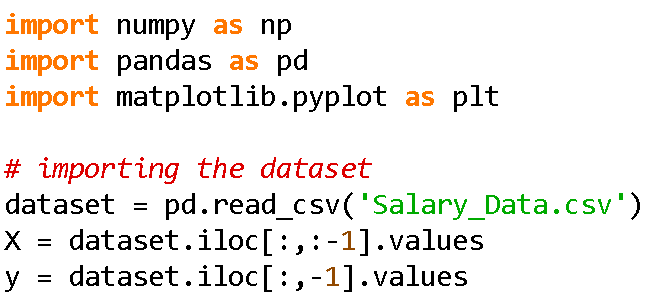 import numpy as np
import pandas as pd
import matplotlib.pyplot as plt
# importing the dataset
dataset = pd.read_csv('Salary_Data.csv')
X = dataset.iloc[:,:-1].values
y = dataset.iloc[:,-1].values